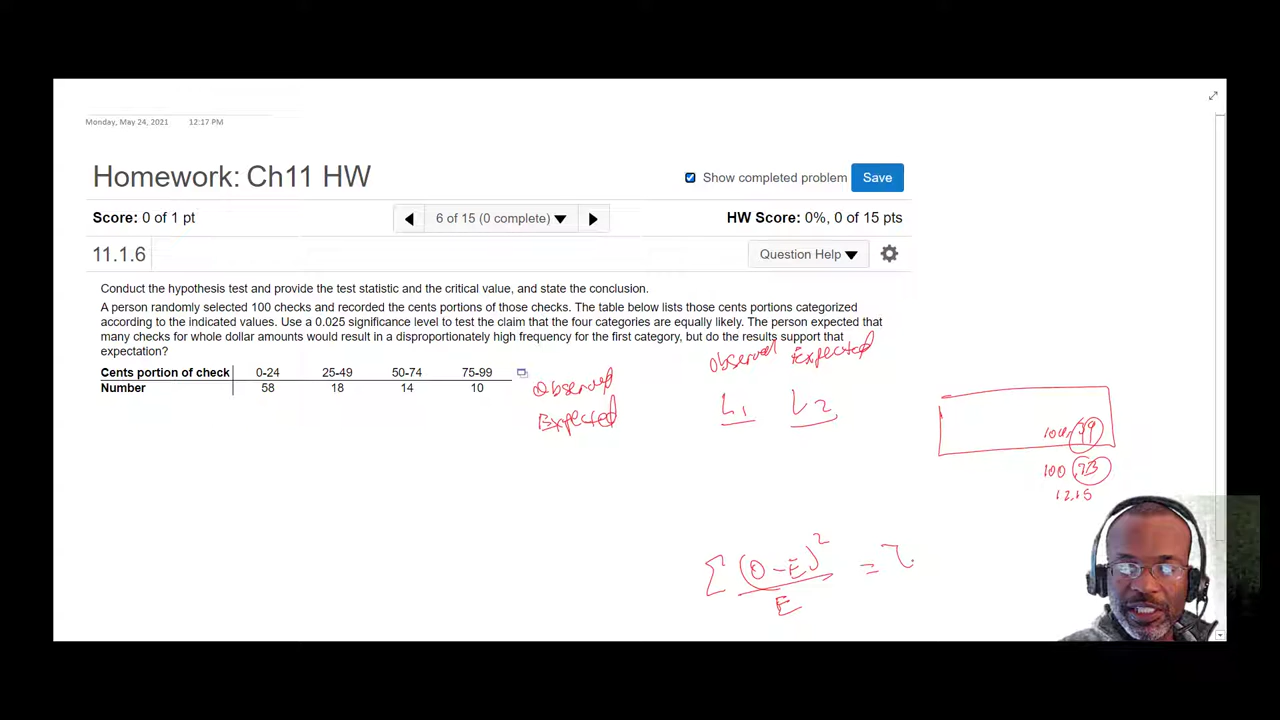 Monday, May 24, 2021 12:17 PM
Homework: Ch11 HW
Show completed problem
Save
Score: 0 of 1 pt
6 of 15 (0 complete)
HW Score: 0%, 0 of 15 pts
11.1.6
Question Help
Conduct the hypothesis test and provide the test statistic and the critical value, and state the conclusion.
A person randomly selected 100 checks and recorded the cents portions of those checks. The table below lists those cents portions categorized
according to the indicated values. Use a 0.025 significance level to test the claim that the four categories are equally likely. The person expected that
many checks for whole dollar amounts would result in a disproportionately high frequency for the first category, but do the results support that
expectation?
Cents portion of check 0-24 25-49 50-74 75-99
Number 58 18 14 10
Observed
Expected
Observed Expected
L1 L2
100
100 .23
12.15
Σ (O-E)²
E
=